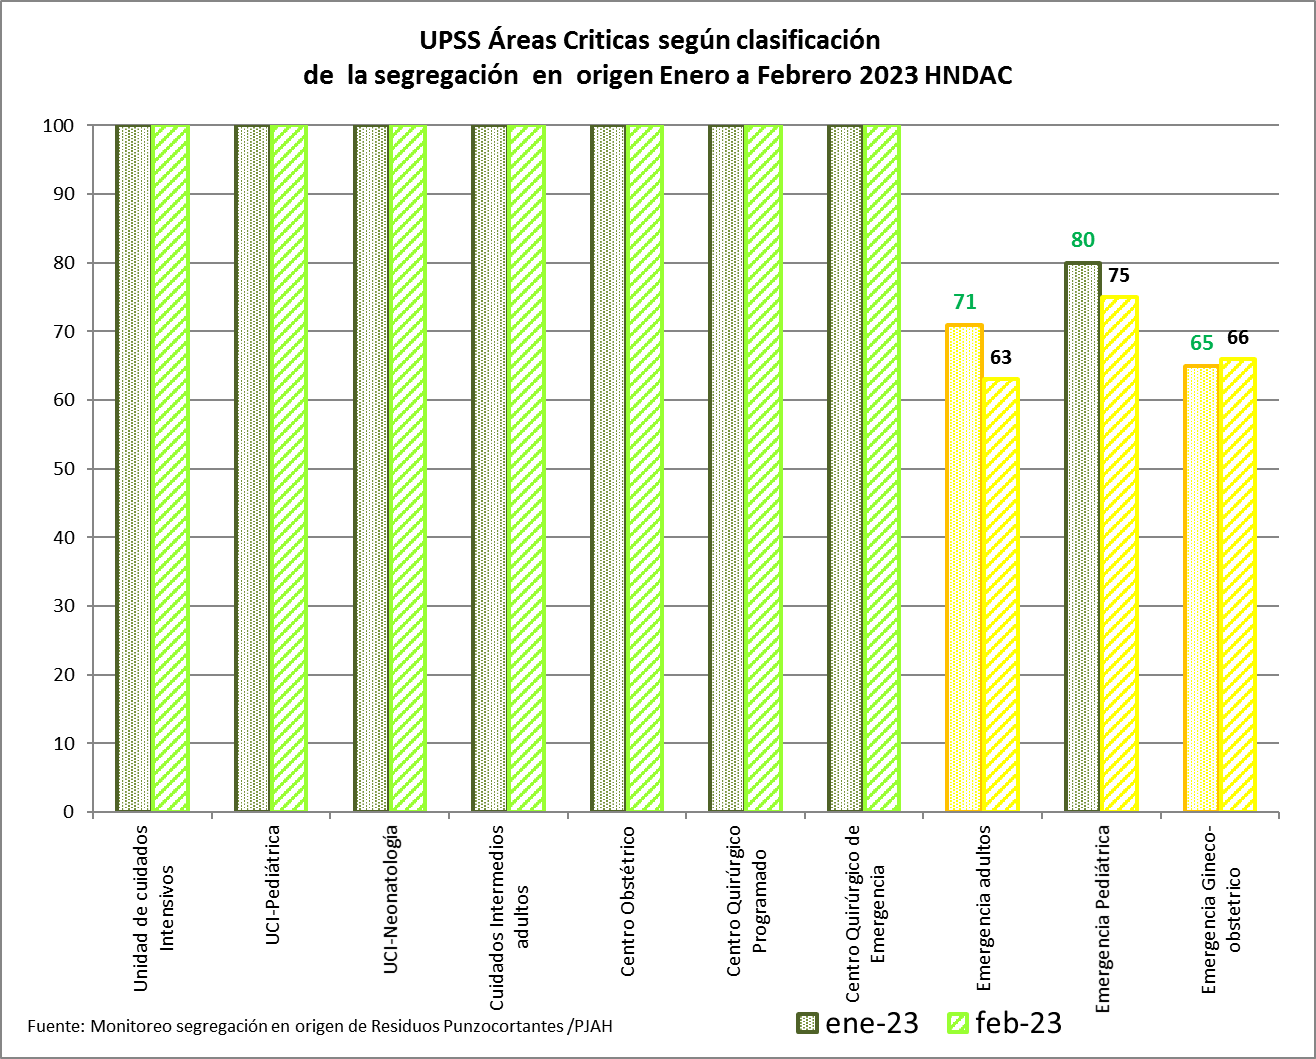 UPSS Áreas Criticas según clasificación
de la segregación en origen Enero a Febrero 2023 HNDAC
100
90
80
70
60
50
40
30
20
10
0
71
63
80
75
65
66
Unidad de cuidados
Intensivos
UCI-Pediátrica
UCI-Neonatología
Cuidados Intermedios
adultos
Centro Obstétrico
Centro Quirúrgico
Programado
Centro Quirúrgico de
Emergencia
Emergencia adultos
Emergencia Pediátrica
Emergencia Gineco-
obstetrico
Fuente: Monitoreo segregación en origen de Residuos Punzocortantes /PJAH
ene-23
feb-23